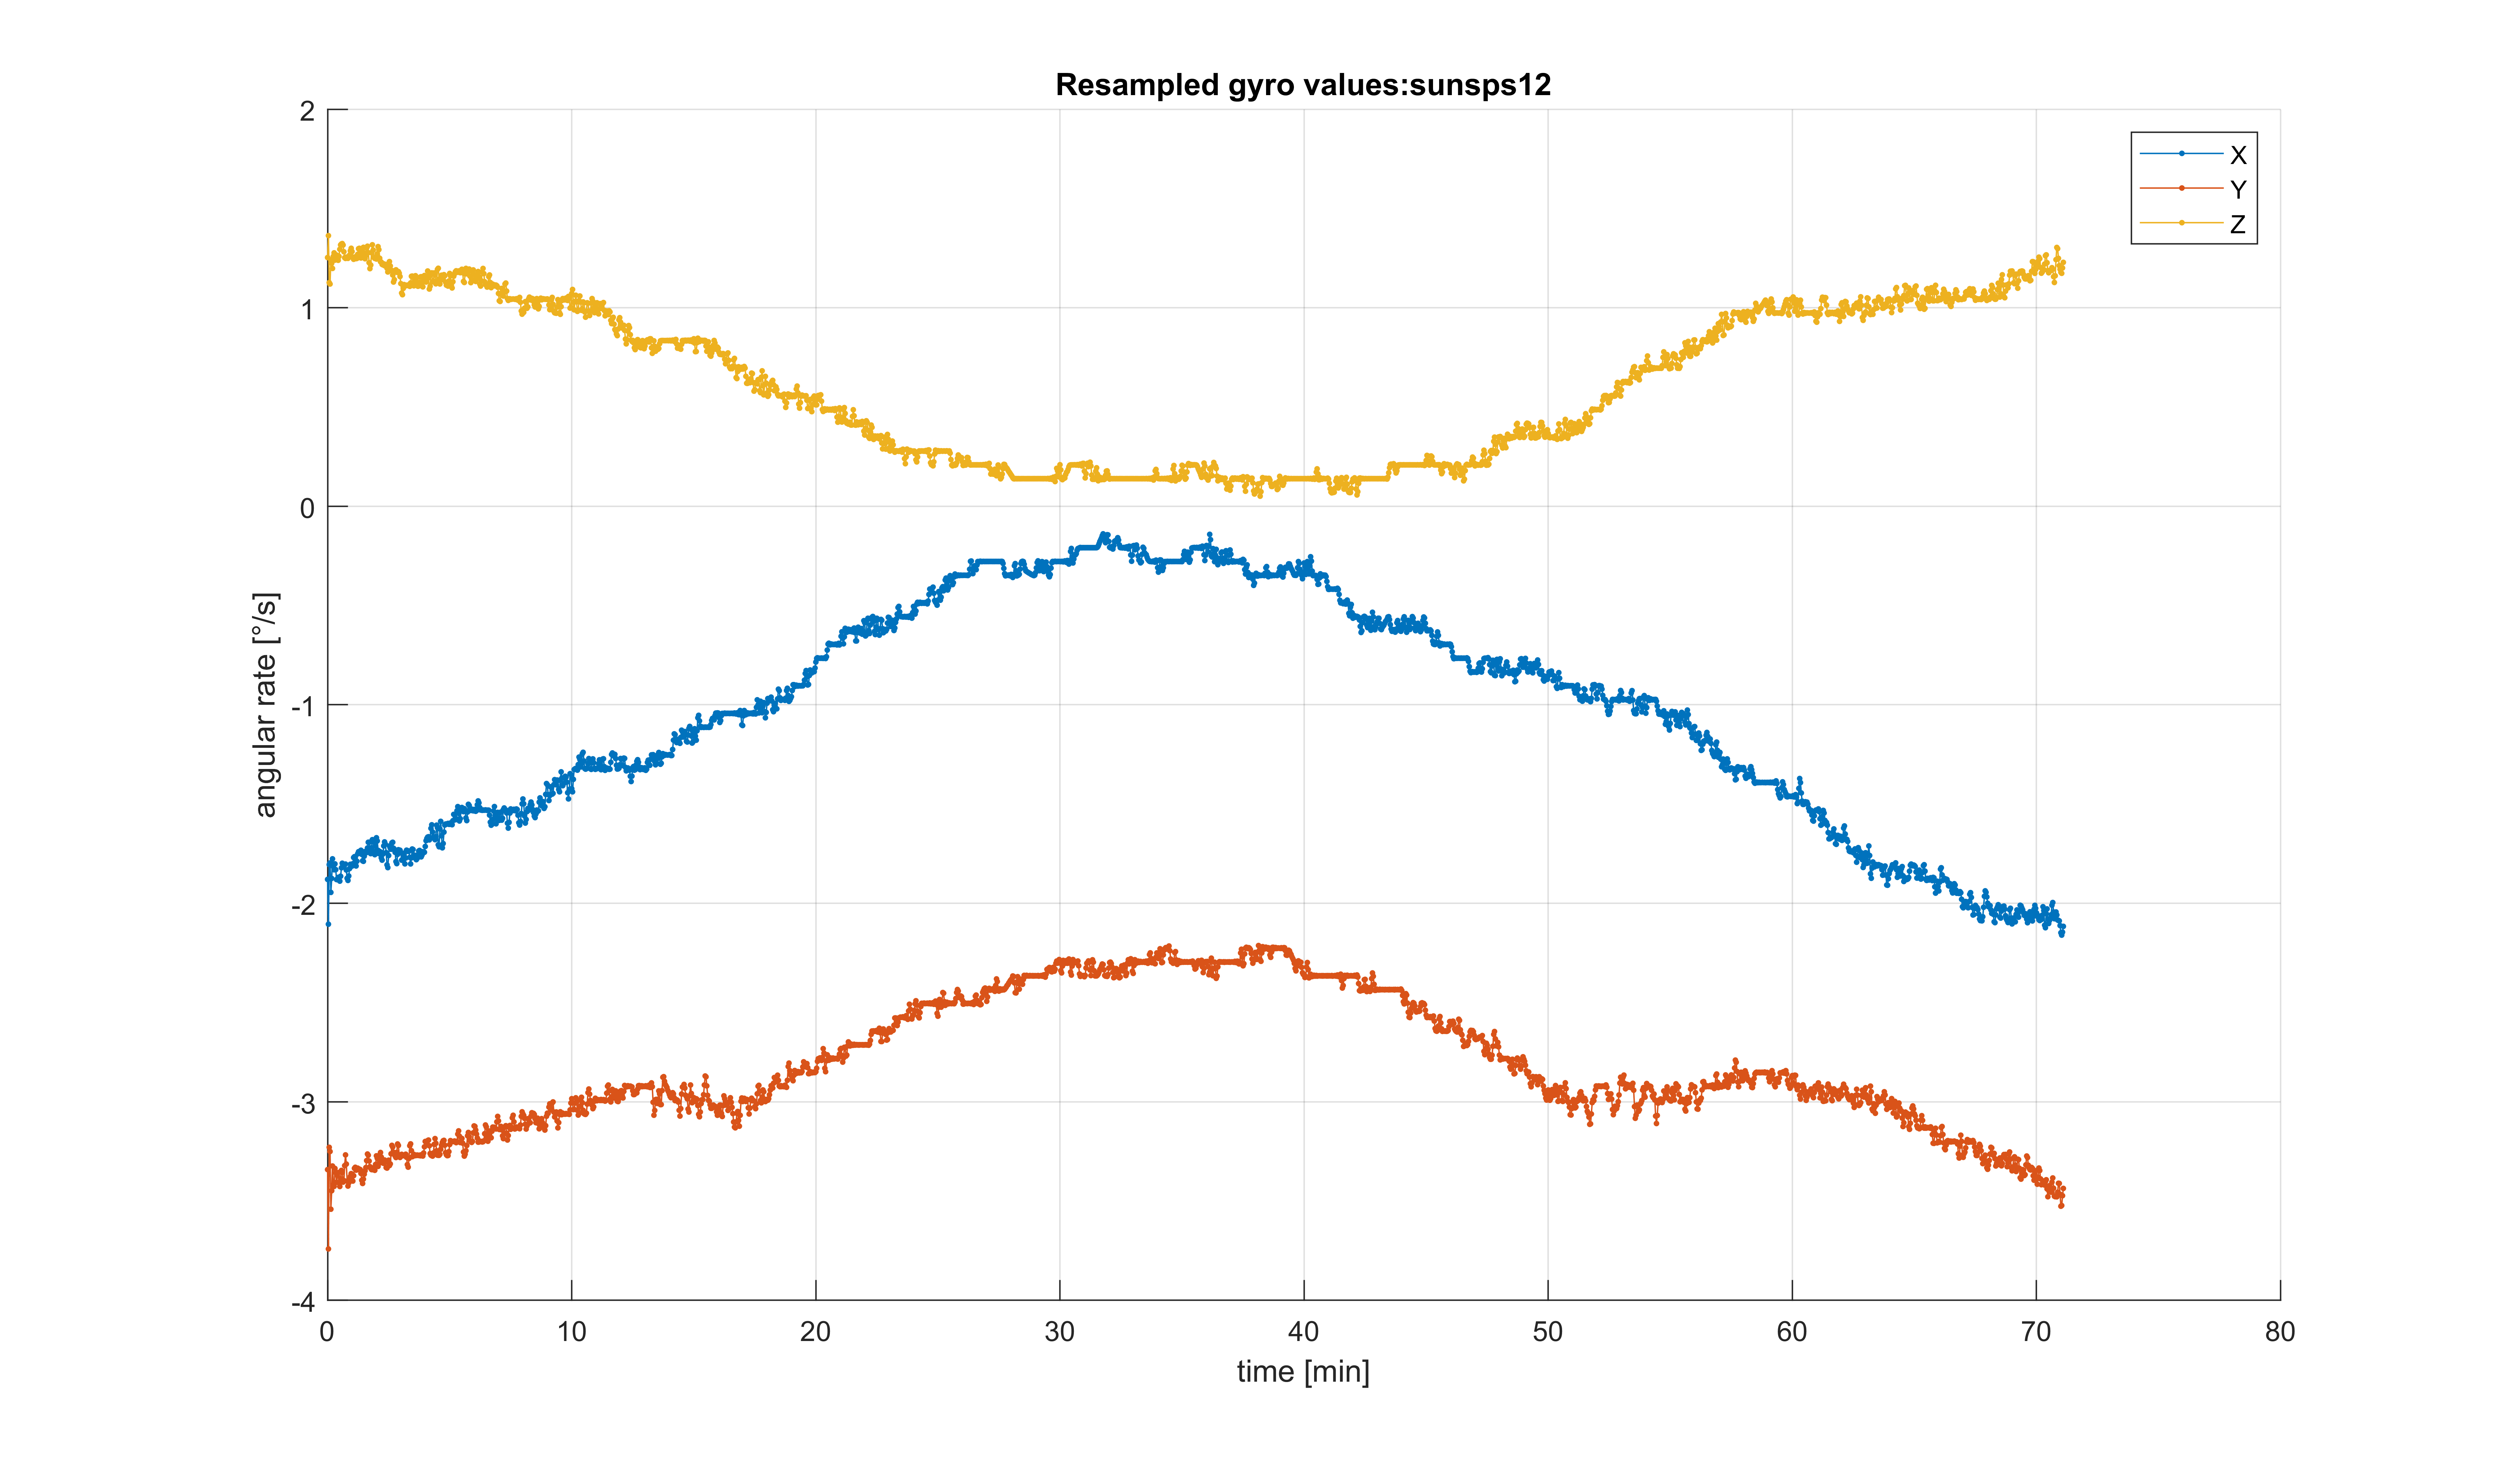 Resampled gyro values:sunsps12
2
1
0
-1
-2
-3
-4
angular rate [°/s]
X
Y
Z
0 10 20 30 40 50 60 70 80
time [min]